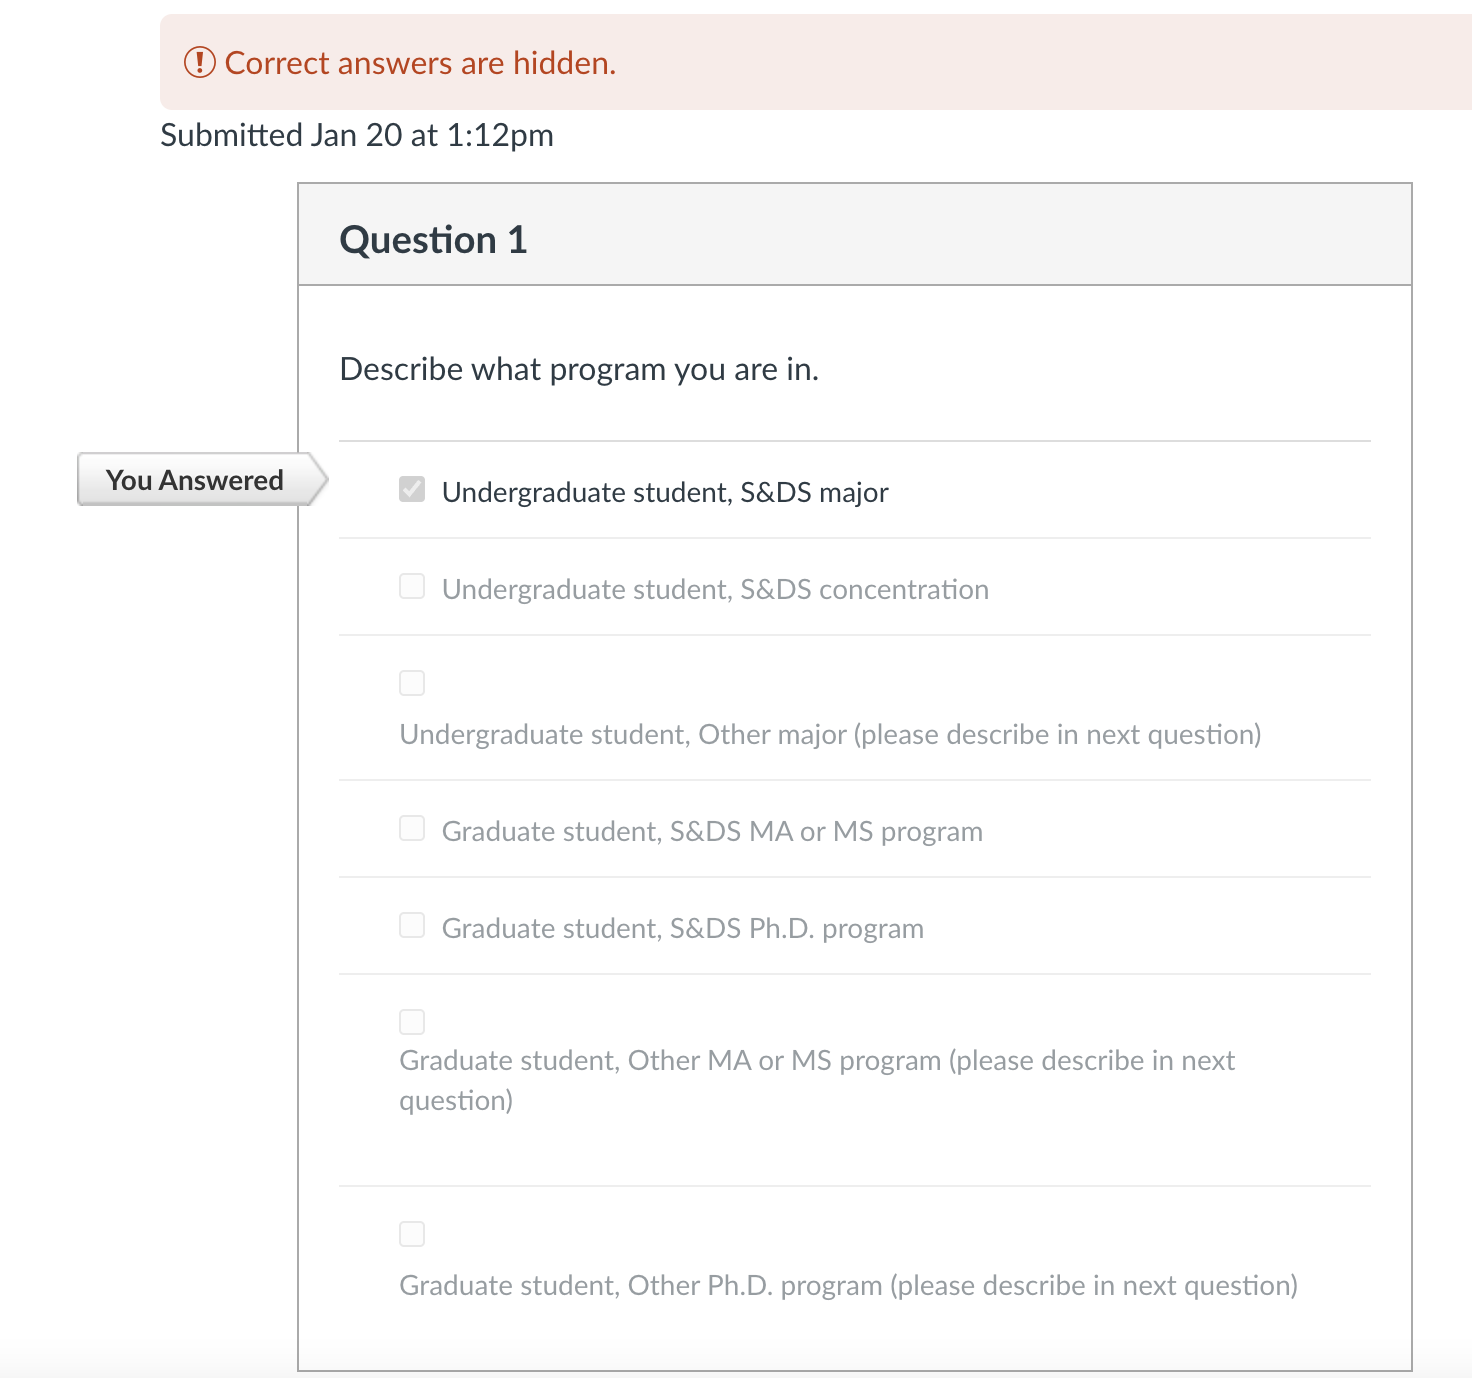 Correct answers are hidden.
Submitted Jan 20 at 1:12pm
Question 1
Describe what program you are in.
You Answered
Undergraduate student, S&DS major
Undergraduate student, S&DS concentration
Undergraduate student, Other major (please describe in next question)
Graduate student, S&DS MA or MS program
Graduate student, S&DS Ph.D. program
Graduate student, Other MA or MS program (please describe in next
question)
Graduate student, Other Ph.D. program (please describe in next question)